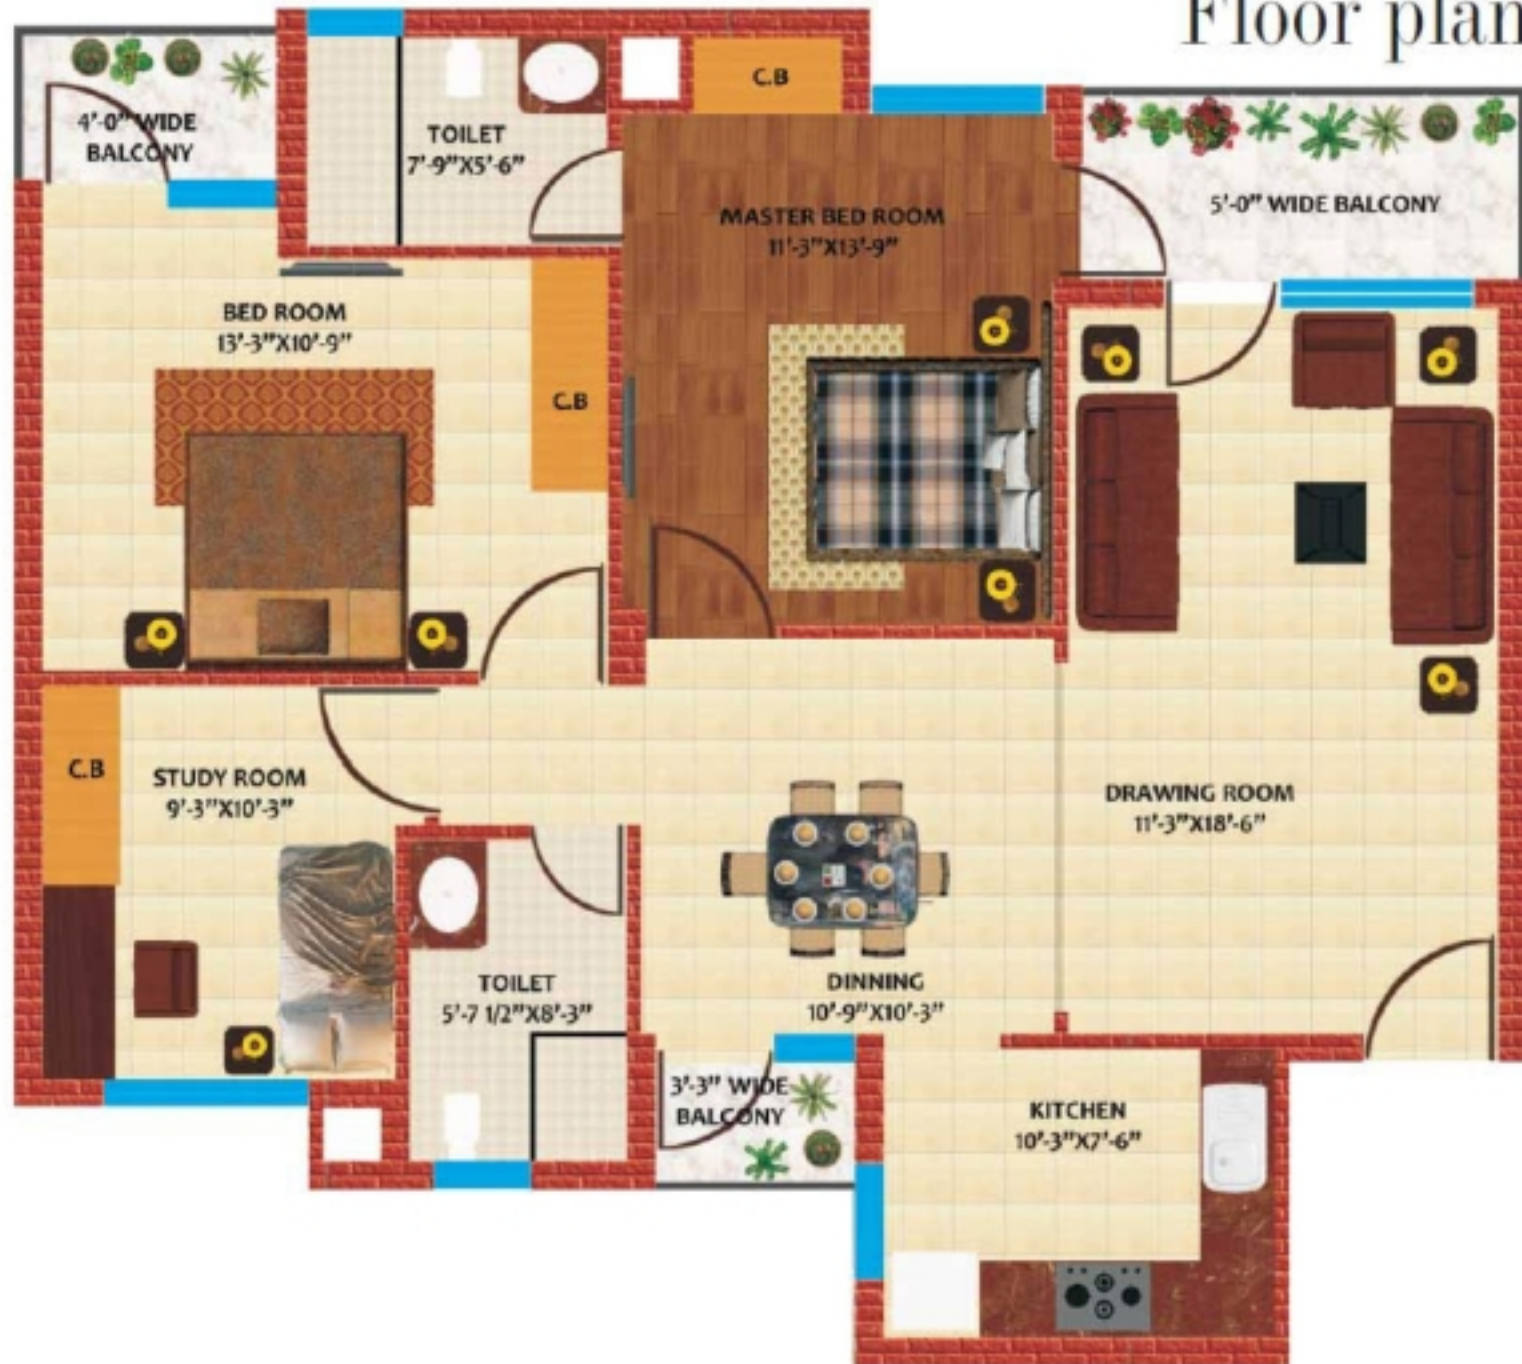 Floor plan
C.B
4'-0" WIDE
BALCONY
TOILET
7'-9"X5'-6"
MASTER BED ROOM
11'-3"X13'-9"
5'-0" WIDE BALCONY
BED ROOM
13'-3"X10'-9"
C.B
C.B
STUDY ROOM
9'-3"X10'-3"
DRAWING ROOM
11'-3"X18'-6"
TOILET
5'-7 1/2"X8'-3"
DINNING
10'-9"X10'-3"
3'-3" WIDE
BALCONY
KITCHEN
10'-3"X7'-6"